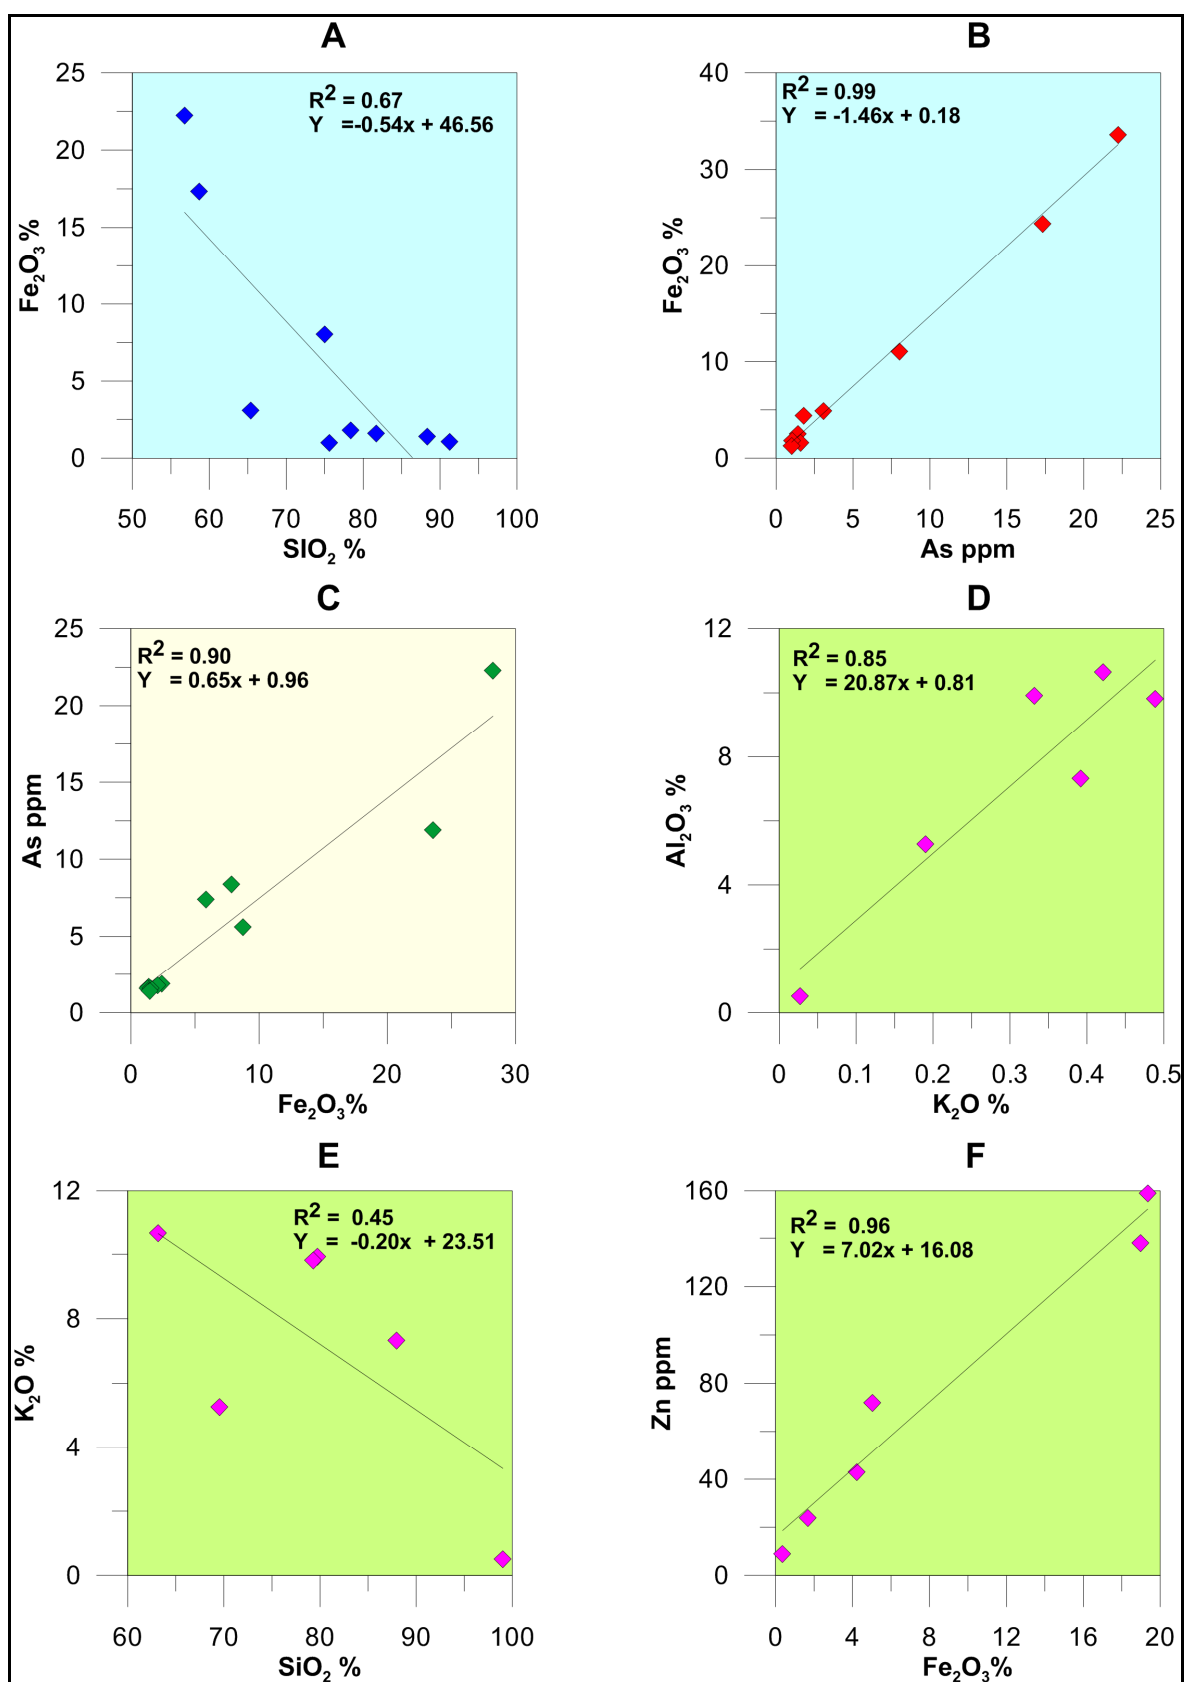 A
25
20
15
10
5
0
Fe2O3 %
R2 = 0.67
Y =-0.54x + 46.56
50 60 70 80 90 100
SIO2 %
B
40
30
20
10
0
Fe2O3 %
R2 = 0.99
Y = -1.46x + 0.18
0 5 10 15 20 25
As ppm
C
25
20
15
10
5
0
As ppm
R2 = 0.90
Y = 0.65x + 0.96
0 10 20 30
Fe2O3%
D
12
8
4
0
Al2O3 %
R2 = 0.85
Y = 20.87x + 0.81
0 0.1 0.2 0.3 0.4 0.5
K2O %
E
12
8
4
0
K2O %
R2 = 0.45
Y = -0.20x + 23.51
60 70 80 90 100
SiO2 %
F
160
120
80
40
0
Zn ppm
R2 = 0.96
Y = 7.02x + 16.08
0 4 8 12 16 20
Fe2O3%